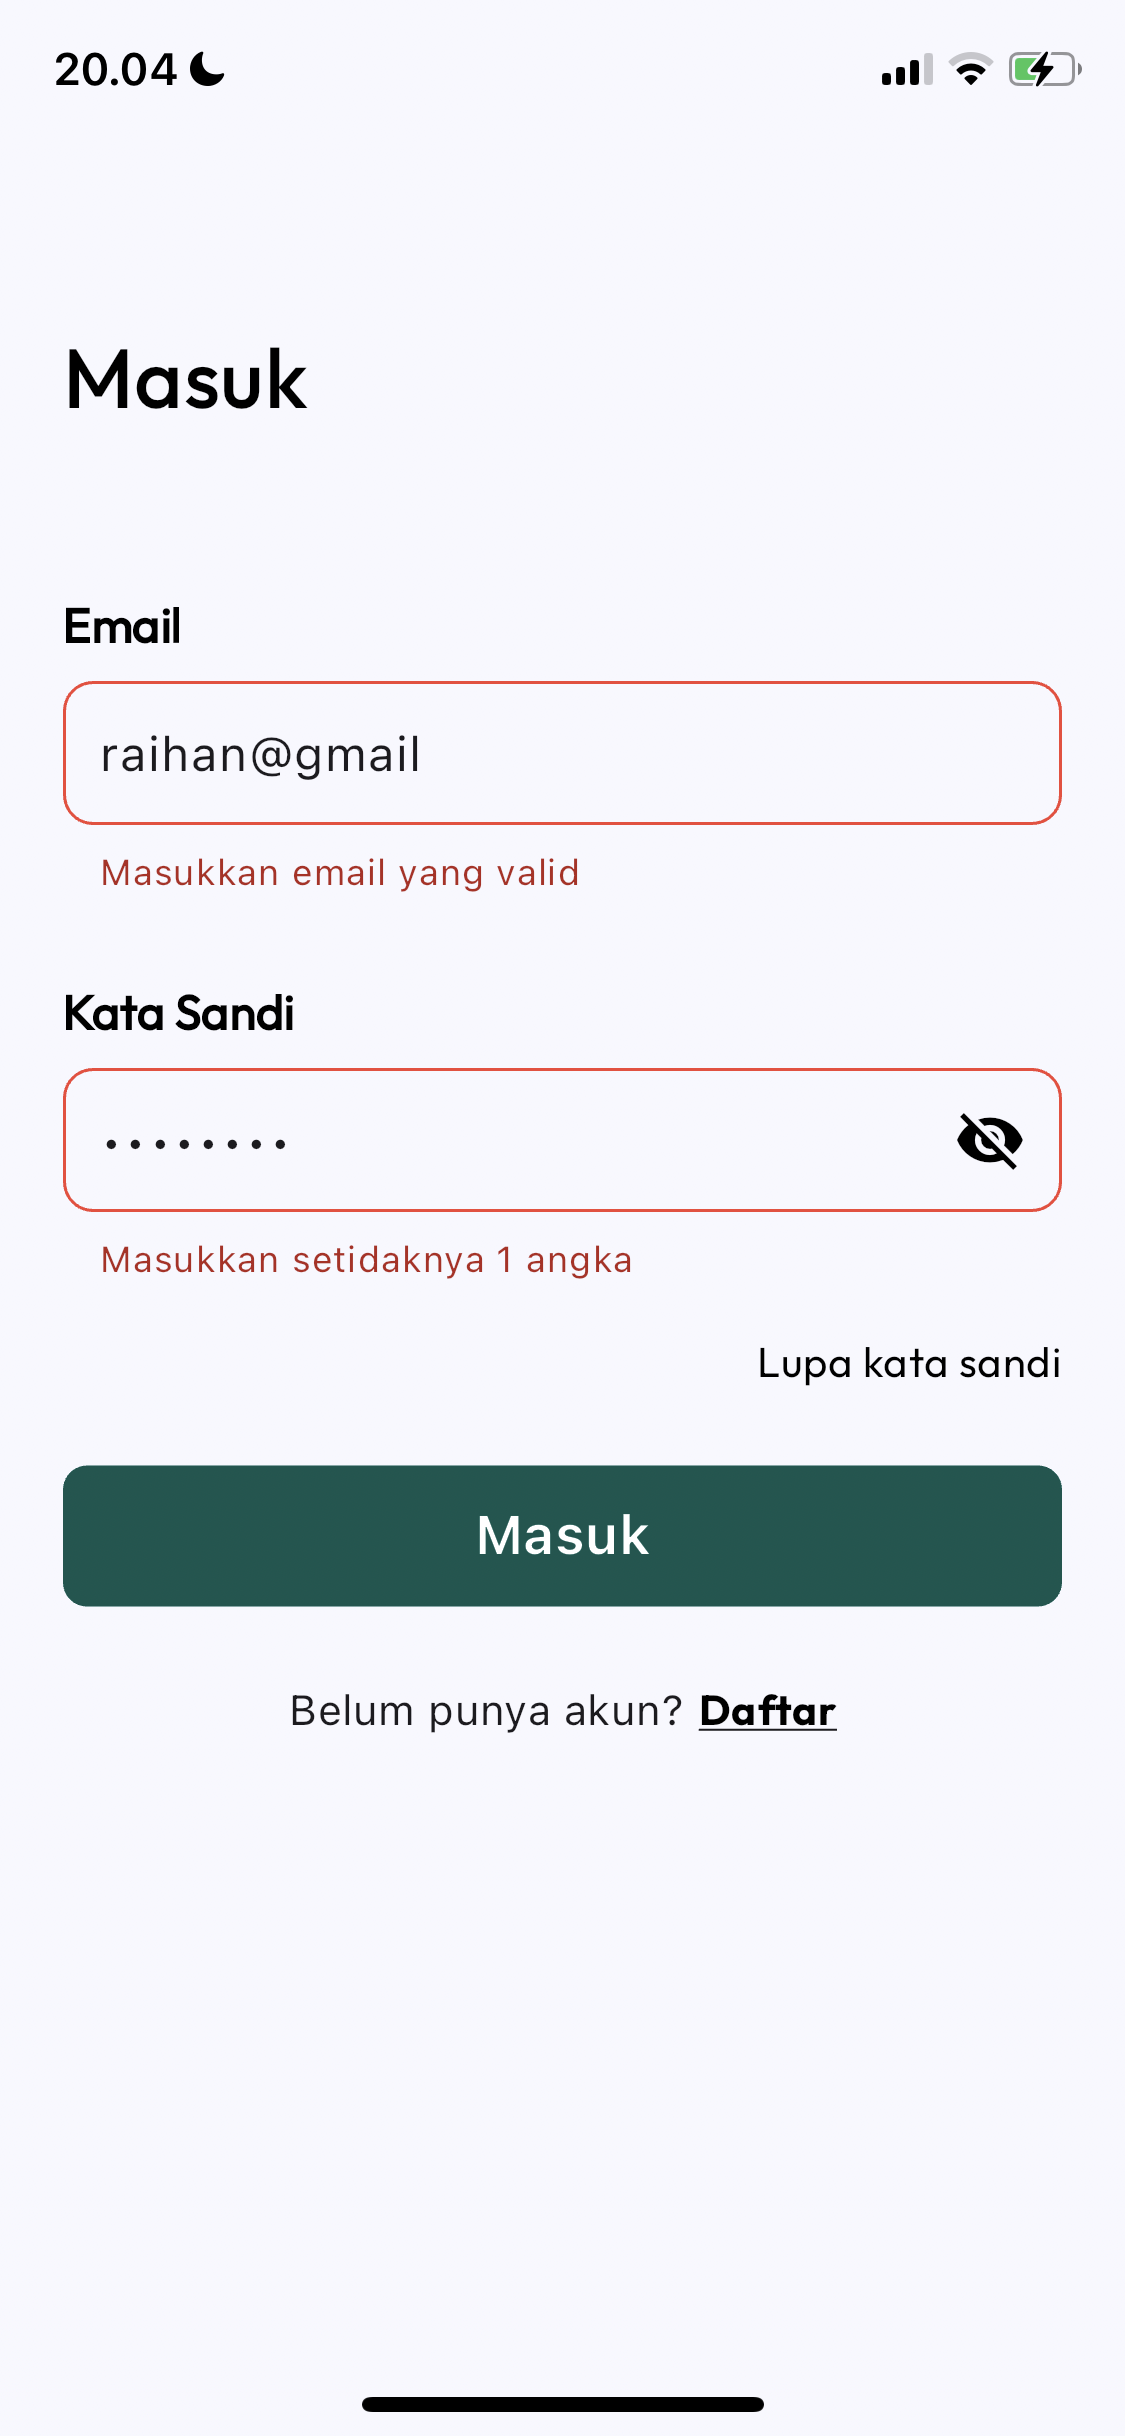 20.04
Masuk
Email
raihan@gmail
Masukkan email yang valid
Kata Sandi
••••••••
Masukkan setidaknya 1 angka
Lupa kata sandi
Masuk
Belum punya akun? Daftar